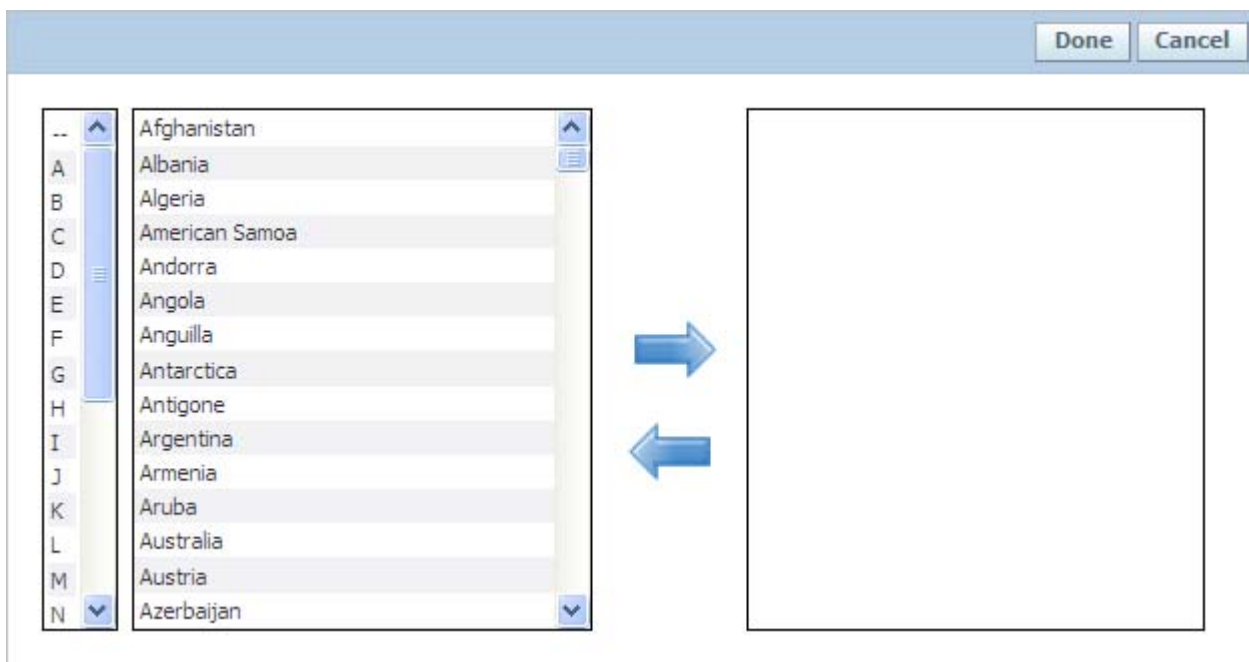 Done Cancel
--
A
B
C
D
E
F
G
H
I
J
K
L
M
N
Afghanistan
Albania
Algeria
American Samoa
Andorra
Angola
Anguilla
Antarctica
Antigone
Argentina
Armenia
Aruba
Australia
Austria
Azerbaijan